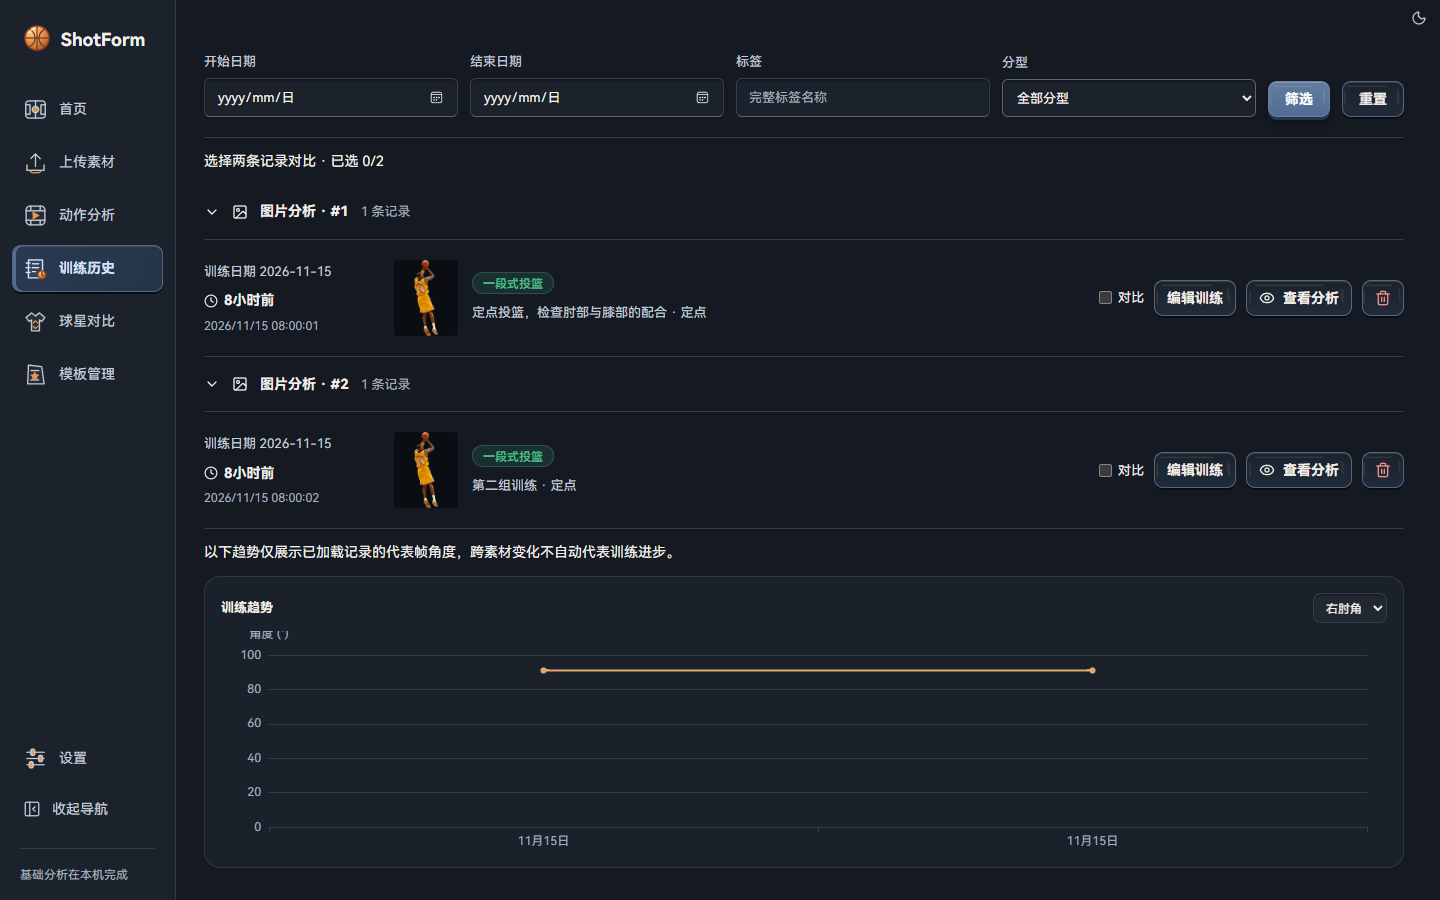 ShotForm
首页
上传素材
动作分析
训练历史
球星对比
模板管理
设置
收起导航
基础分析在本机完成
开始日期
yyyy/mm/日
结束日期
yyyy/mm/日
标签
完整标签名称
分型
全部分型
筛选
重置
选择两条记录对比 · 已选 0/2
图片分析 · #1 1 条记录
训练日期 2026-11-15
8小时前
2026/11/15 08:00:01
一段式投篮
定点投篮，检查肘部与膝部的配合 · 定点
对比
编辑训练
查看分析
图片分析 · #2 1 条记录
训练日期 2026-11-15
8小时前
2026/11/15 08:00:02
一段式投篮
第二组训练 · 定点
对比
编辑训练
查看分析
以下趋势仅展示已加载记录的代表帧角度，跨素材变化不自动代表训练进步。
训练趋势
右肘角
角度 (°)
100
80
60
40
20
0
11月15日
11月15日